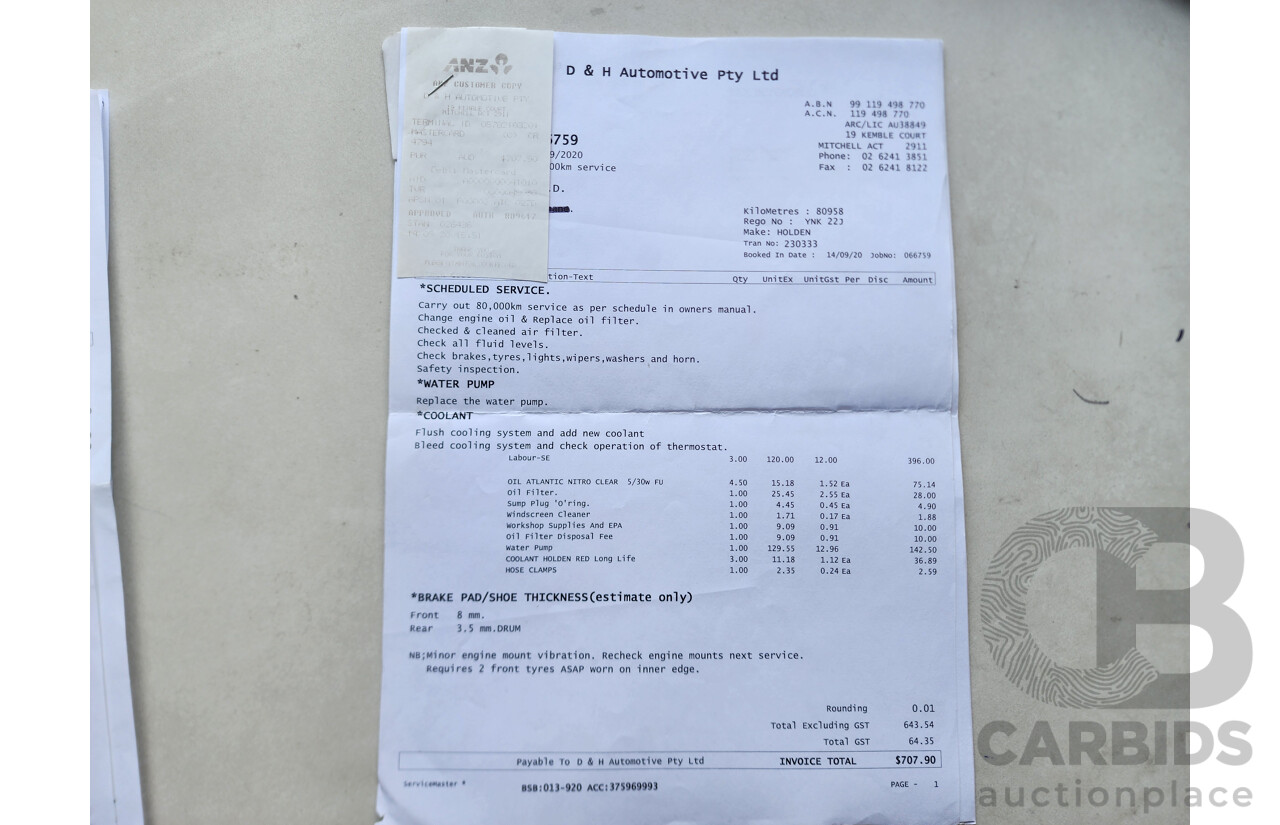 ANZ
CUSTOMER COPY
D & H AUTOMOTIVE PTY
TERMINAL ID
MASTERCARD
4794
APPROVED AUTH
D & H Automotive Pty Ltd
A.B.N 99 119 498 770
A.C.N. 119 498 770
ARC/LIC AU38849
19 KEMBLE COURT
MITCHELL ACT 2911
Phone: 02 6241 3851
Fax : 02 6241 8122
6759
9/2020
00km service
.D.
KiloMetres : 80958
Rego No : YNK 22J
Make: HOLDEN
Tran No: 230333
Booked In Date : 14/09/20 JobNo: 066759
tion-Text Qty UnitEx UnitGst Per Disc Amount
*SCHEDULED SERVICE.
Carry out 80,000km service as per schedule in owners manual.
Change engine oil & Replace oil filter.
Checked & cleaned air filter.
Check all fluid levels.
Check brakes,tyres,lights,wipers,washers and horn.
Safety inspection.
*WATER PUMP
Replace the water pump.
*COOLANT
Flush cooling system and add new coolant
Bleed cooling system and check operation of thermostat.
Labour-SE 3.00 120.00 12.00 396.00
OIL ATLANTIC NITRO CLEAR 5/30w FU 4.50 15.18 1.52 Ea 75.14
Oil Filter. 1.00 25.45 2.55 Ea 28.00
Sump Plug 'O'ring. 1.00 4.45 0.45 Ea 4.90
Windscreen Cleaner 1.00 1.71 0.17 Ea 1.88
Workshop Supplies And EPA 1.00 9.09 0.91 10.00
Oil Filter Disposal Fee 1.00 9.09 0.91 10.00
Water Pump 1.00 129.55 12.96 142.50
COOLANT HOLDEN RED Long Life 3.00 11.18 1.12 Ea 36.89
HOSE CLAMPS 1.00 2.35 0.24 Ea 2.59
*BRAKE PAD/SHOE THICKNESS(estimate only)
Front 8 mm.
Rear 3.5 mm.DRUM
NB;Minor engine mount vibration. Recheck engine mounts next service.
Requires 2 front tyres ASAP worn on inner edge.
Rounding 0.01
Total Excluding GST 643.54
Total GST 64.35
Payable To D & H Automotive Pty Ltd INVOICE TOTAL $707.90
ServiceMaster * BSB:013-920 ACC:375969993 PAGE - 1
CARBIDS
auctionplace